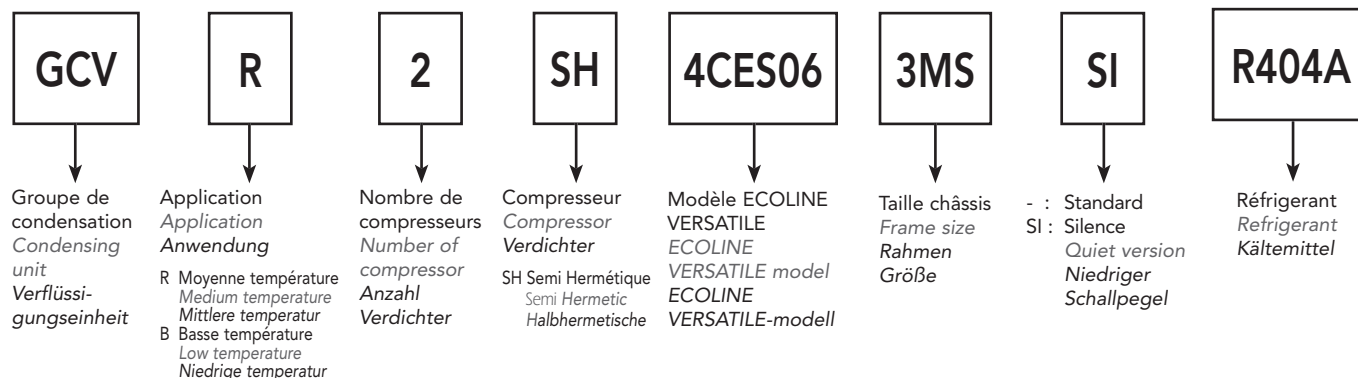 GCV
R
2
SH
4CES06
3MS
SI
R404A
Groupe de
condensation
Condensing
unit
Verflüssi-
gungseinheit
Application
Application
Anwendung
R Moyenne température
Medium temperature
Mittlere temperatur
B Basse température
Low temperature
Niedrige temperatur
Nombre de
compresseurs
Number of
compressor
Anzahl
Verdichter
Compresseur
Compressor
Verdichter
SH Semi Hermétique
Semi Hermetic
Halbhermetische
Modèle ECOLINE
VERSATILE
ECOLINE
VERSATILE model
ECOLINE
VERSATILE-modell
Taille châssis
Frame size
Rahmen
Größe
- : Standard
SI : Silence
Quiet version
Niedriger
Schallpegel
Réfrigerant
Refrigerant
Kältemittel